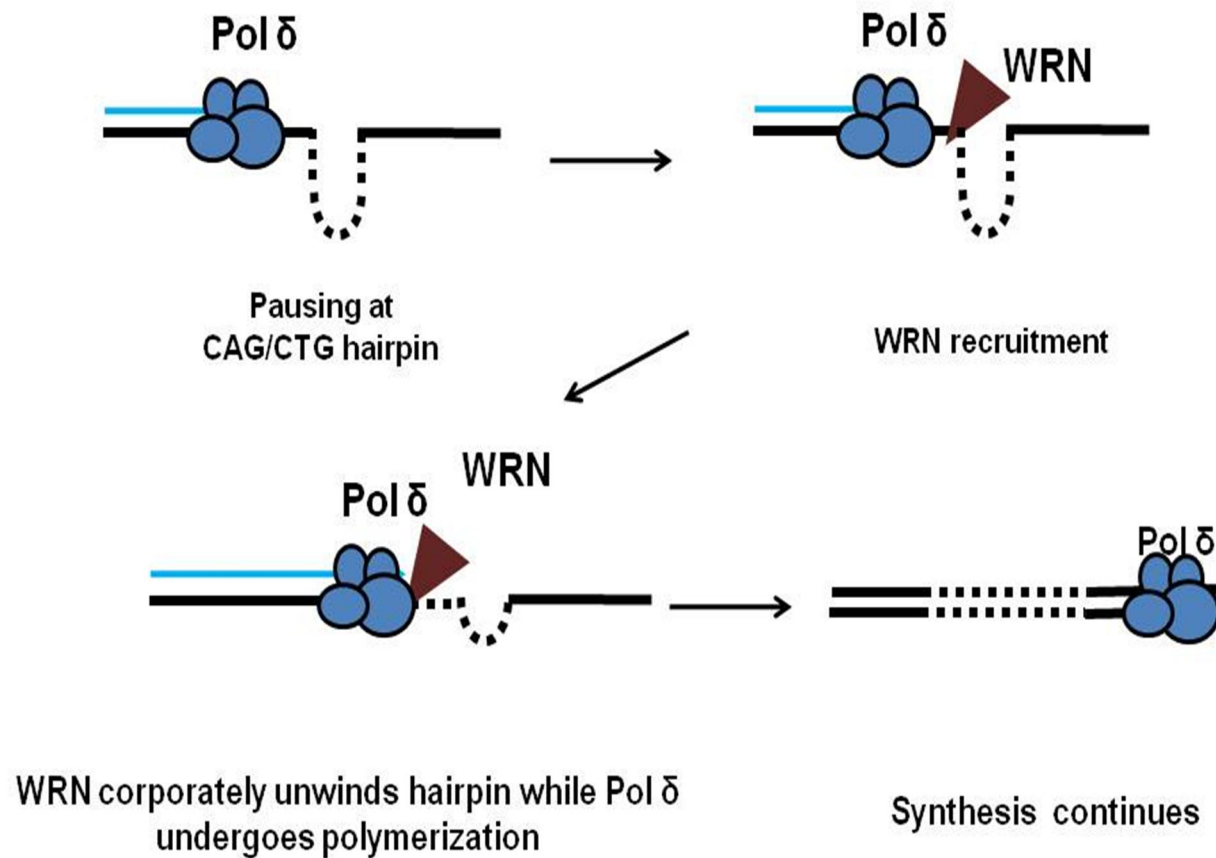 Pol δ
Pausing at
CAG/CTG hairpin
Pol δ
WRN
WRN recruitment
Pol δ
WRN
WRN corporately unwinds hairpin while Pol δ
undergoes polymerization
Pol δ
Synthesis continues